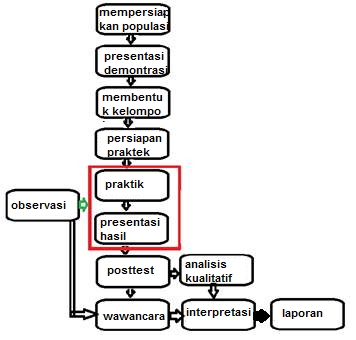 mempersiap
kan populasi
presentasi
demontrasi
membentu
k kelompo
persiapan
praktek
praktik
observasi
presentasi
hasil
posttest
analisis
kualitatif
wawancara
interpretasi
laporan